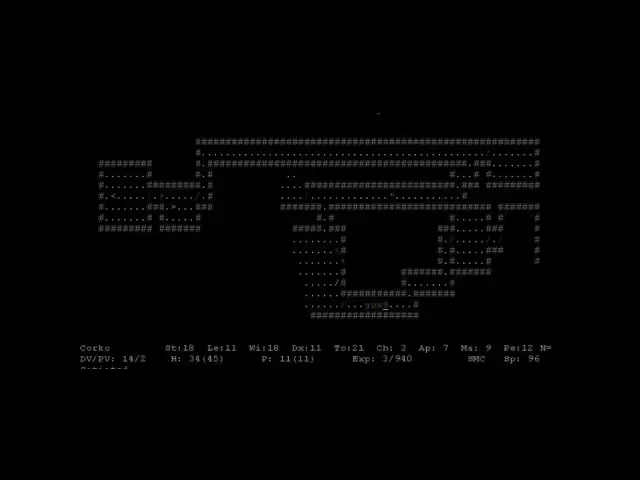 Corko St:18 Le:11 Wi:18 Dx:11 To:21 Ch: 3 Ap: 7 Ma: 9 Pe:12 N=
DV/PV: 14/2 H: 34(45) P: 11(11) Exp: 3/940 SMC Sp: 96